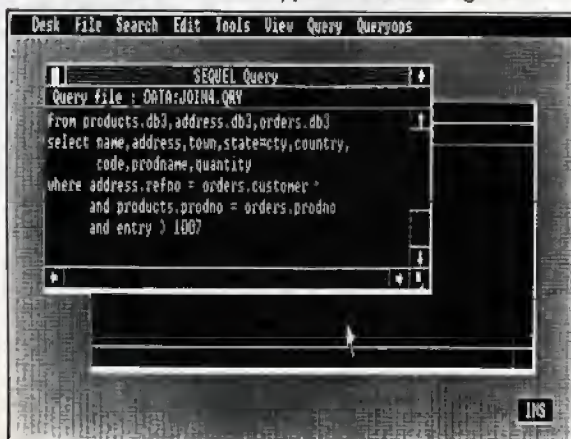 Desk File Search Edit Tools View Query Queryops
SEQUEL Query
Query file : DATA:JOIN4.QRY
from products.db3,address.db3,orders.db3
select name,address,town,state=cty,country,
code,prodname,quantity
where address.refno = orders.customer
and products.prodno = orders.prodno
and entry > 1007
INS